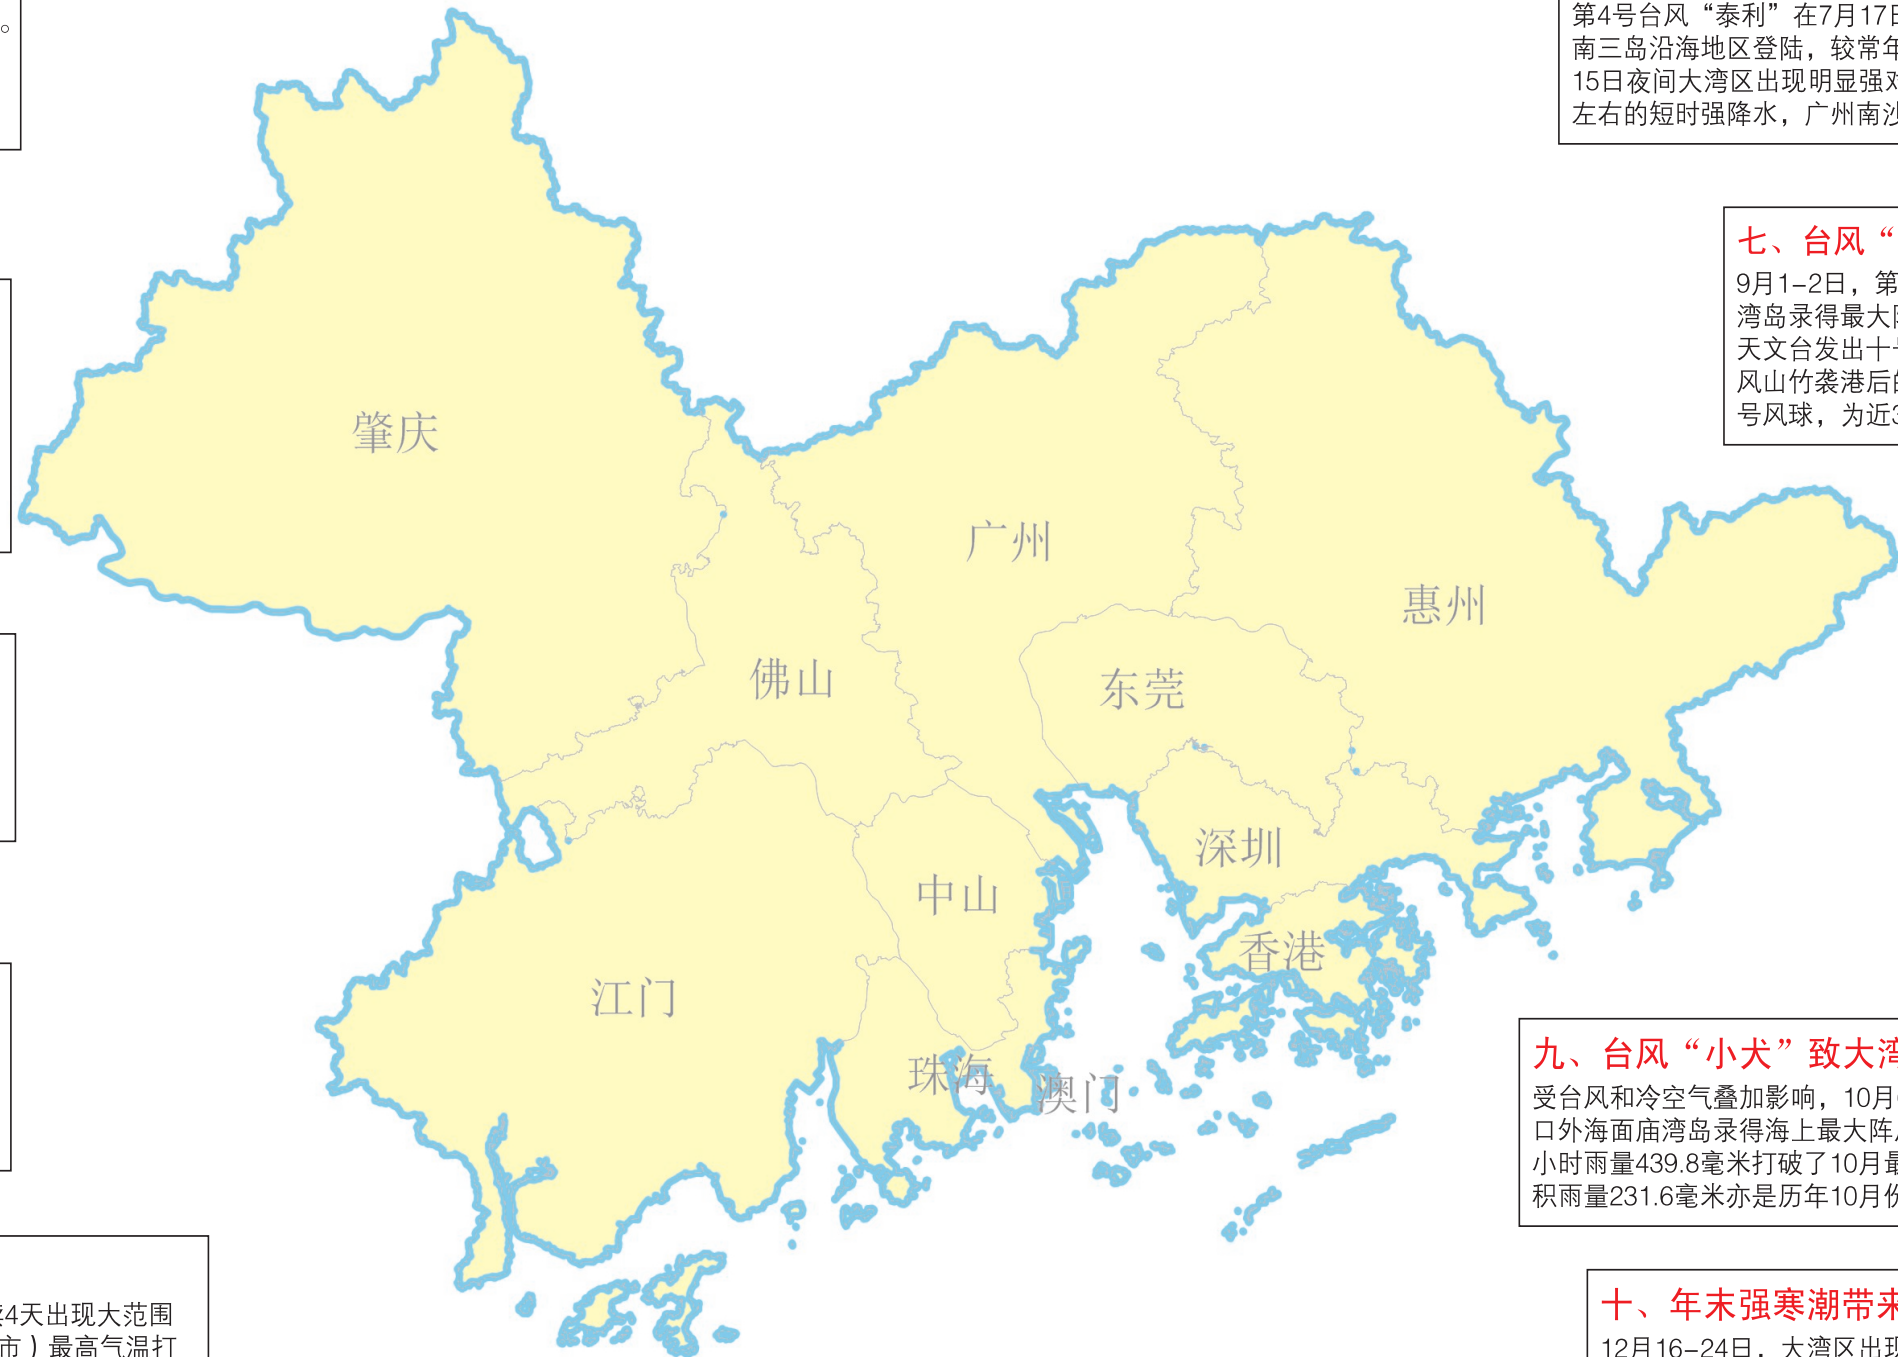 。
第4号台风“泰利”在7月17日
南三岛沿海地区登陆，较常年
15日夜间大湾区出现明显强对
左右的短时强降水，广州南沙
七、台风“
9月1-2日，第
湾岛录得最大阵
天文台发出十号
风山竹袭港后的
号风球，为近3
肇庆
广州
惠州
佛山
东莞
深圳
中山
香港
江门
珠海
澳门
九、台风“小犬”致大湾
受台风和冷空气叠加影响，10月
口外海面庙湾岛录得海上最大阵
小时雨量439.8毫米打破了10月最
积雨量231.6毫米亦是历年10月份
4天出现大范围
市）最高气温打
十、年末强寒潮带来
12月16-24日，大湾区出现